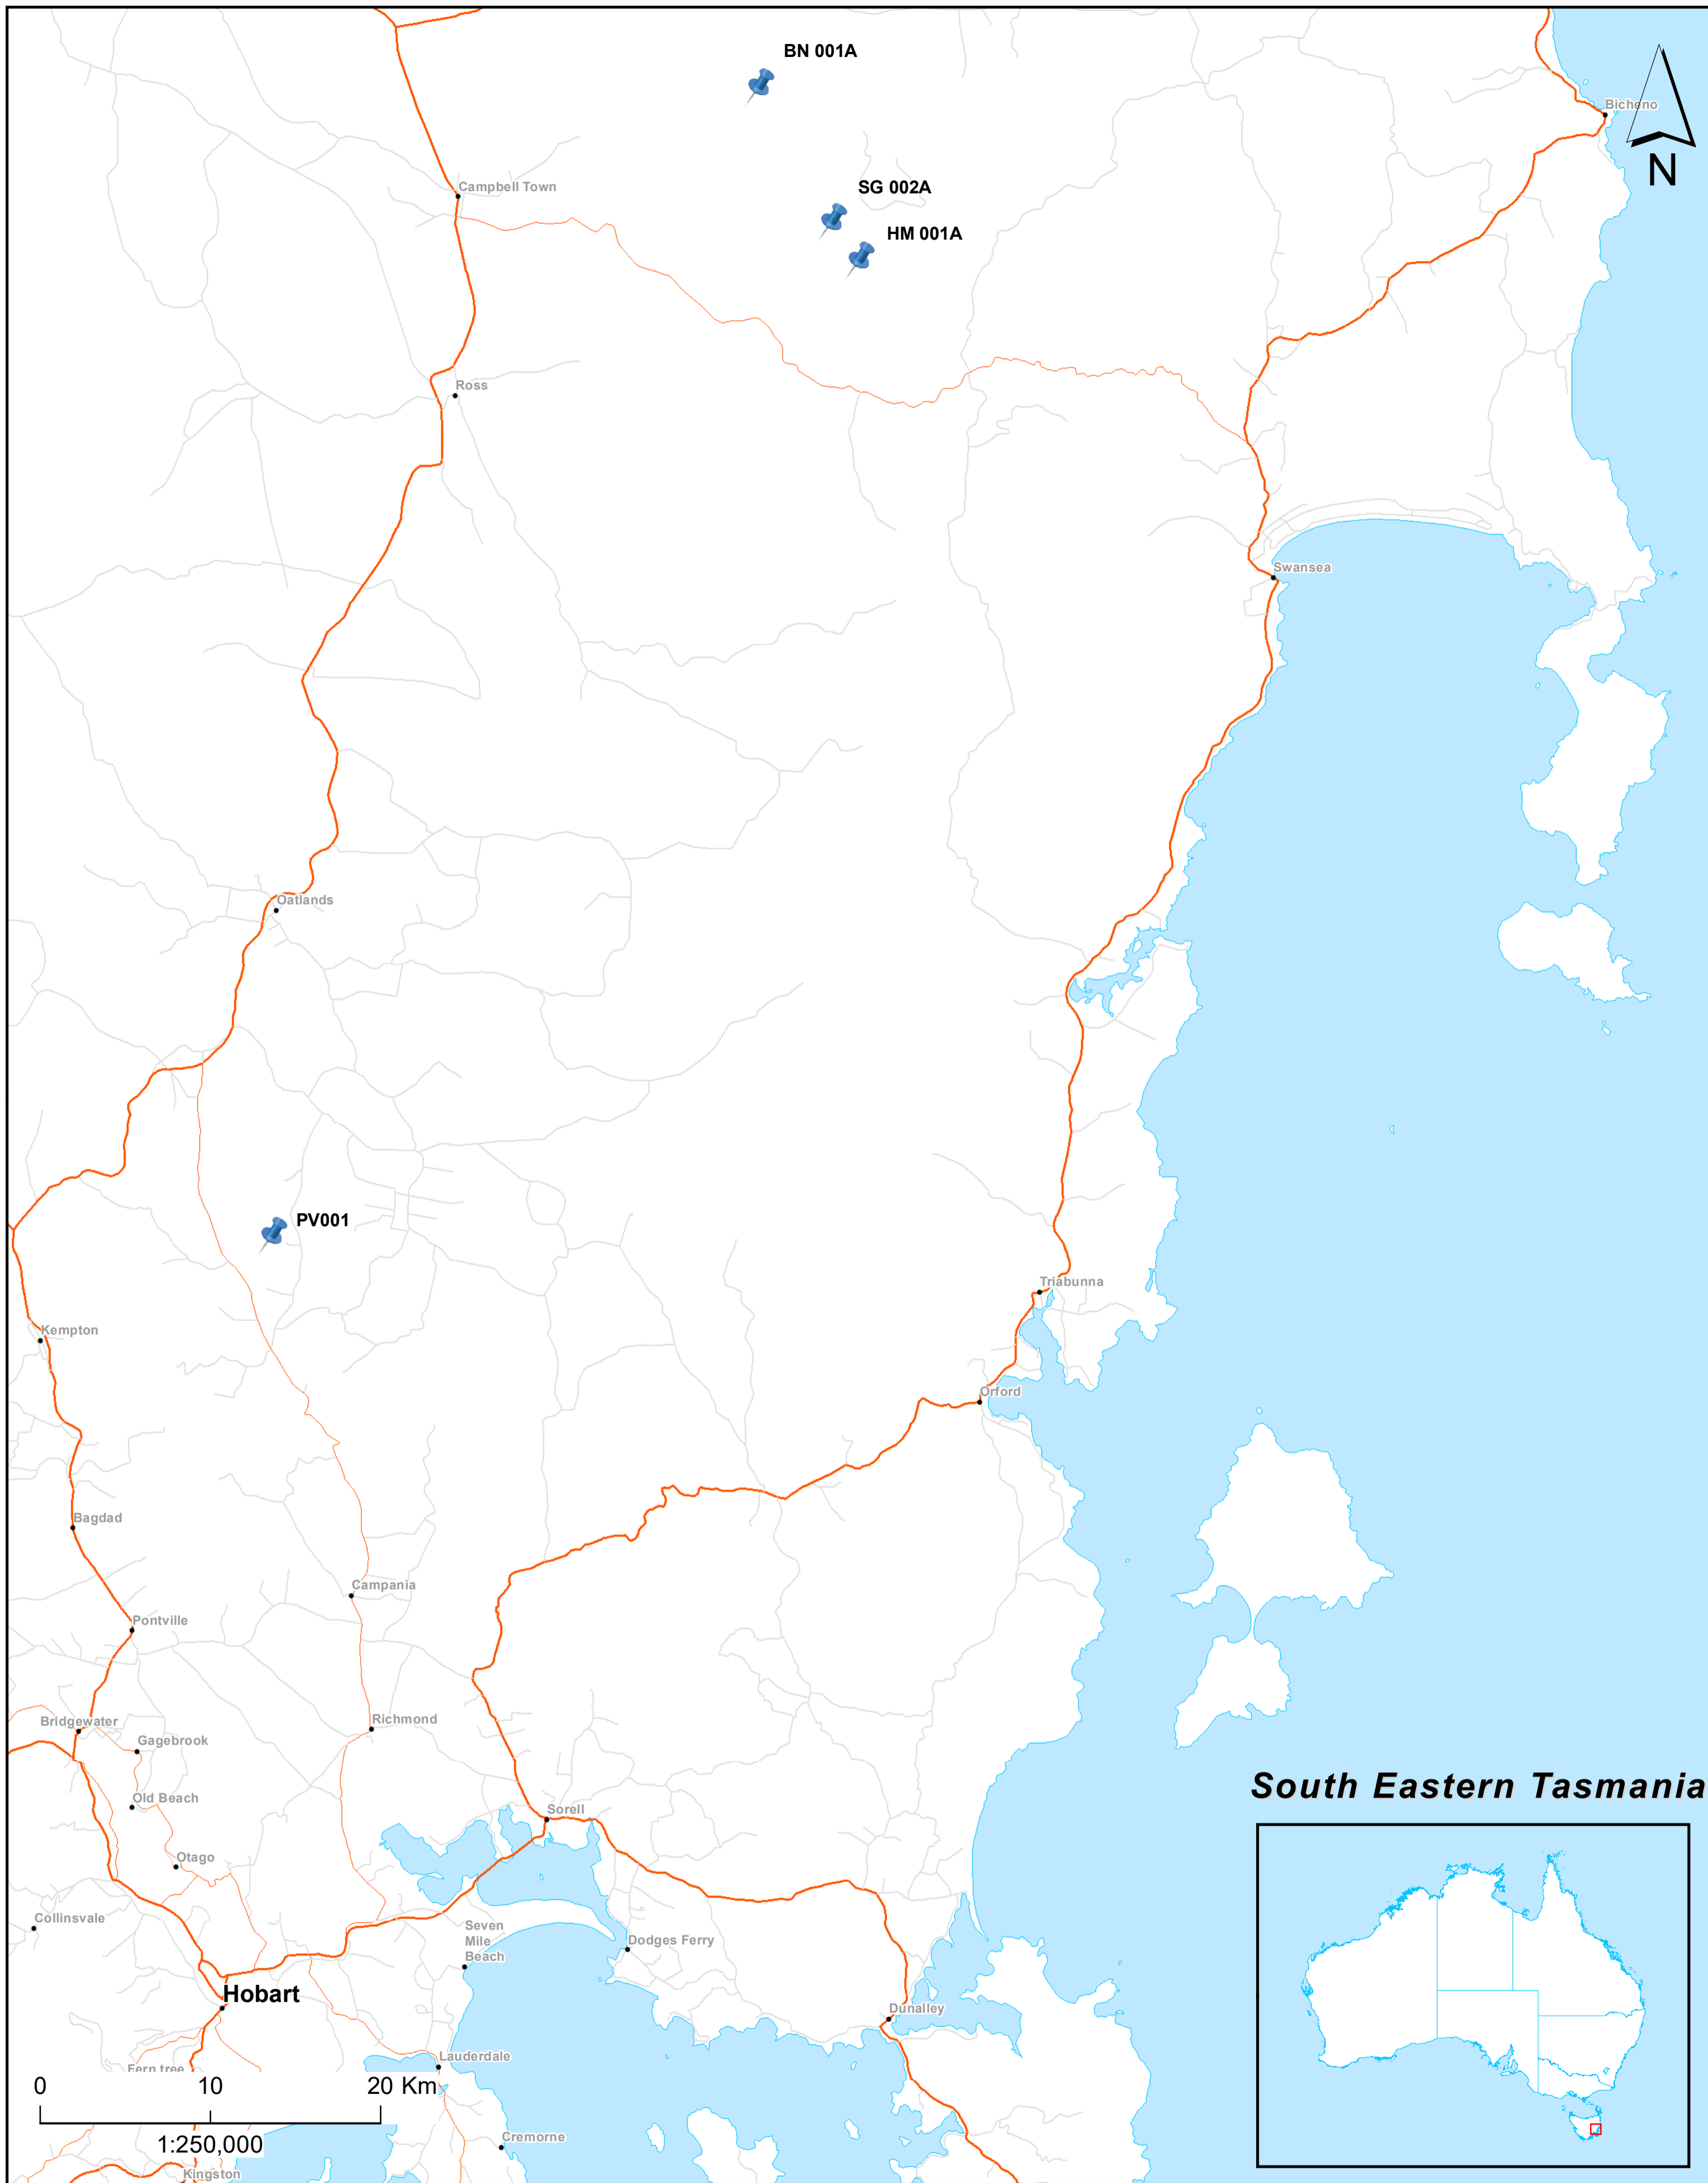 BN 001A
Bicheno
N
Campbell Town
SG 002A
HM 001A
Ross
Swansea
Oatlands
PV001
Triabunna
Kempton
Orford
Bagdad
Campania
Pontville
Richmond
Bridgewater
Gagebrook
South Eastern Tasmania
Old Beach
Sorell
Otago
Collinsvale
Seven
Mile
Beach
Dodges Ferry
Hobart
Dunalley
Lauderdale
Fern tree
0 10 20 Km
1:250,000
Cremorne
Kingston